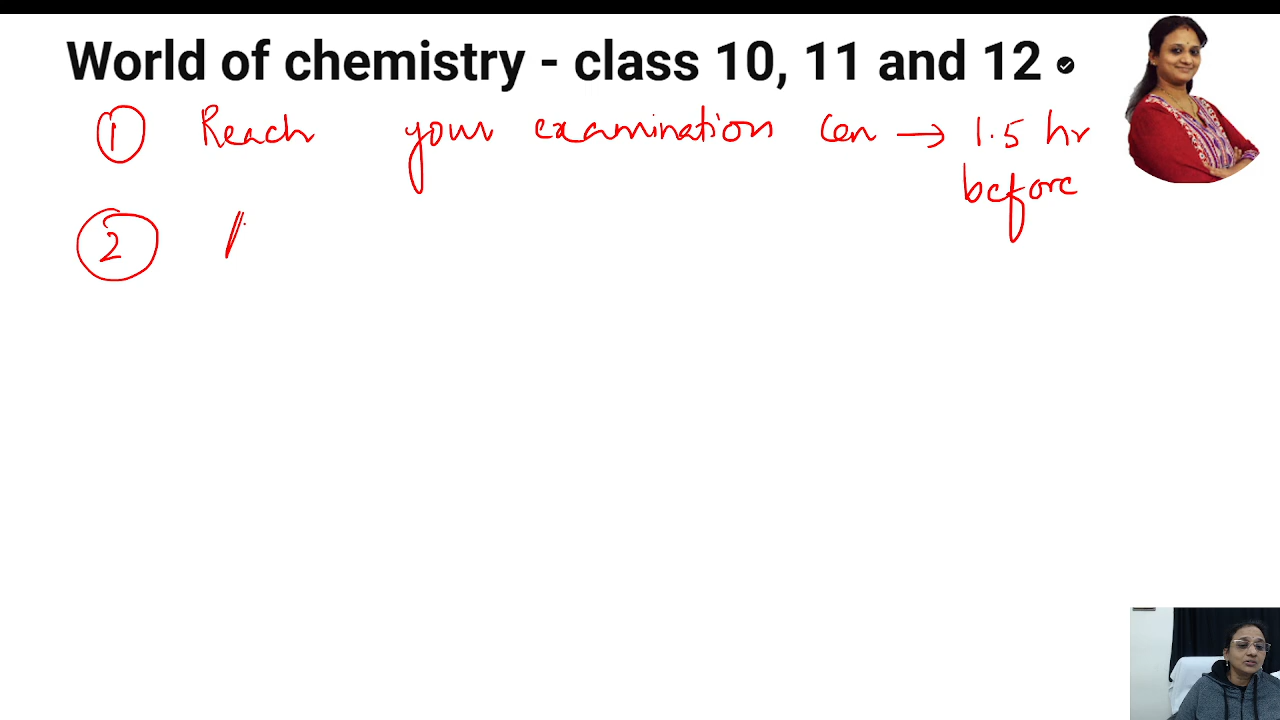 World of chemistry - class 10, 11 and 12
1 Reach your examination Cen → 1.5 hr
before
2